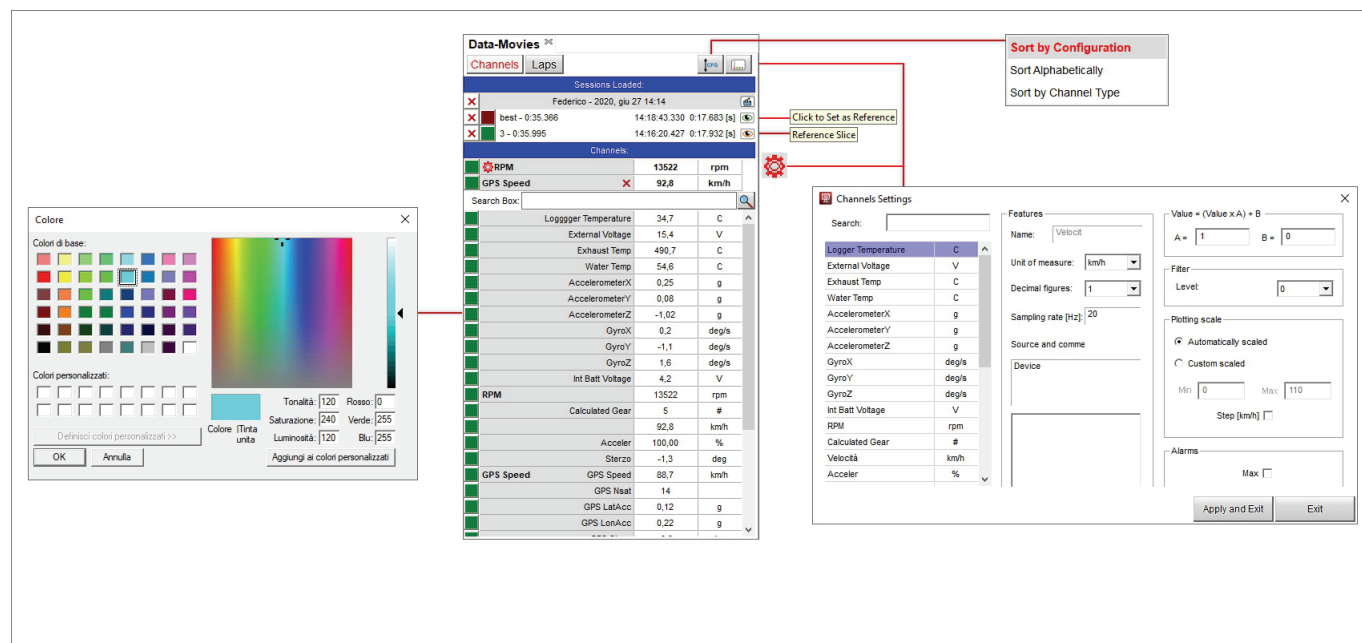 Data-Movies
Channels Laps CFG
Sessions Loaded:
Federico - 2020, giu 27 14:14
best - 0:35.366 14:18:43.330 0:17.683 [s]
3 - 0:35.995 14:16:20.427 0:17.932 [s]
Channels:
RPM 13522 rpm
GPS Speed 92,8 km/h
Search Box:
Logggger Temperature 34,7 C
External Voltage 15,4 V
Exhaust Temp 490,7 C
Water Temp 54,6 C
AccelerometerX 0,25 g
AccelerometerY 0,08 g
AccelerometerZ -1,02 g
GyroX 0,2 deg/s
GyroY -1,1 deg/s
GyroZ 1,6 deg/s
Int Batt Voltage 4,2 V
RPM 13522 rpm
Calculated Gear 5 #
92,8 km/h
Acceler 100,00 %
Sterzo -1,3 deg
GPS Speed GPS Speed 88,7 km/h
GPS Nsat 14
GPS LatAcc 0,12 g
GPS LonAcc 0,22 g
Sort by Configuration
Sort Alphabetically
Sort by Channel Type
Click to Set as Reference
Reference Slice
Colore
Colori di base:
Colori personalizzati:
Definisci colori personalizzati >>
OK Annulla
Colore |Tinta
unita
Tonalità: 120 Rosso: 0
Saturazione: 240 Verde: 255
Luminosità: 120 Blu: 255
Aggiungi ai colori personalizzati
Channels Settings
Search:
Logger Temperature C
External Voltage V
Exhaust Temp C
Water Temp C
AccelerometerX g
AccelerometerY g
AccelerometerZ g
GyroX deg/s
GyroY deg/s
GyroZ deg/s
Int Batt Voltage V
RPM rpm
Calculated Gear #
Velocità km/h
Acceler %
Features
Name: Velocit
Unit of measure: km/h
Decimal figures: 1
Sampling rate [Hz]: 20
Source and comme
Device
Value = (Value x A) + B
A = 1 B = 0
Filter
Level: 0
Plotting scale
Automatically scaled
Custom scaled
Min 0 Max 110
Step [km/h]
Alarms
Max
Apply and Exit Exit